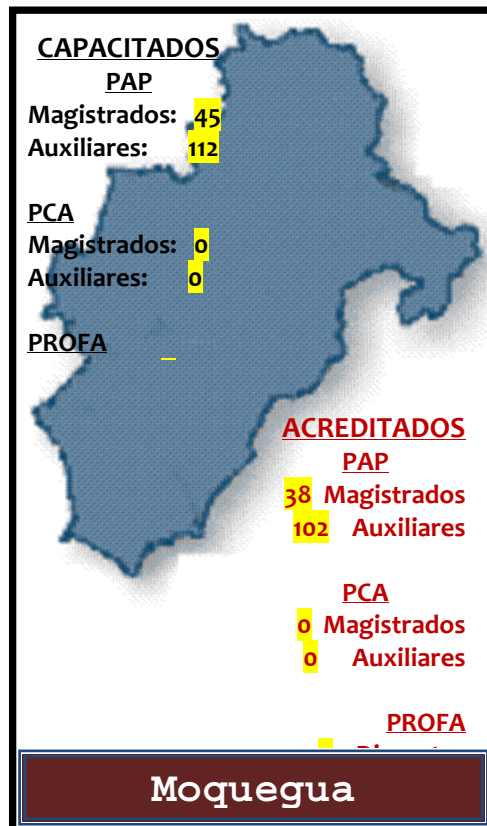 CAPACITADOS
PAP
Magistrados: 45
Auxiliares: 112
PCA
Magistrados: 0
Auxiliares: 0
PROFA _
ACREDITADOS
PAP
38 Magistrados
102 Auxiliares
PCA
0 Magistrados
0 Auxiliares
PROFA
Moquegua